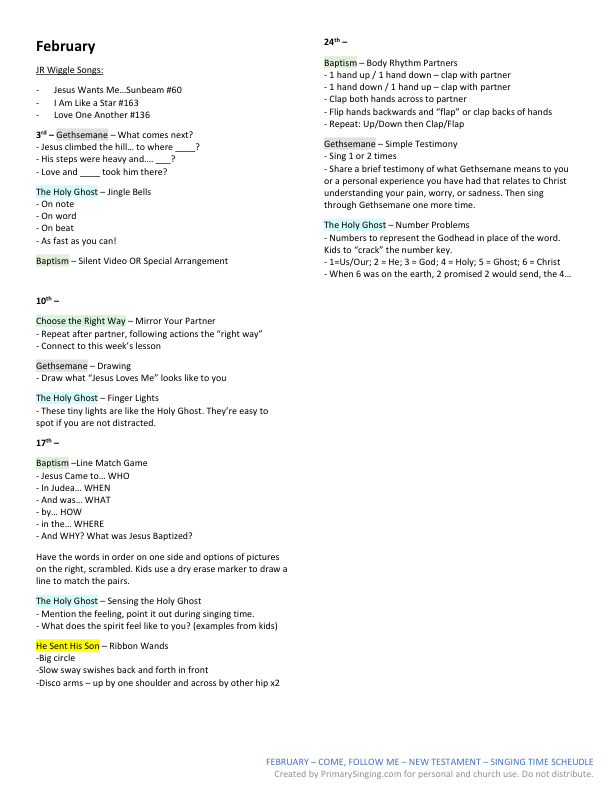 February
JR Wiggle Songs:
- Jesus Wants Me…Sunbeam #60
- I Am Like a Star #163
- Love One Another #136
3rd – Gethsemane – What comes next?
- Jesus climbed the hill… to where ____?
- His steps were heavy and…. ___?
- Love and ____ took him there?
The Holy Ghost – Jingle Bells
- On note
- On word
- On beat
- As fast as you can!
Baptism – Silent Video OR Special Arrangement
10th –
Choose the Right Way – Mirror Your Partner
- Repeat after partner, following actions the “right way”
- Connect to this week’s lesson
Gethsemane – Drawing
- Draw what “Jesus Loves Me” looks like to you
The Holy Ghost – Finger Lights
- These tiny lights are like the Holy Ghost. They’re easy to
spot if you are not distracted.
17th –
Baptism –Line Match Game
- Jesus Came to… WHO
- In Judea… WHEN
- And was… WHAT
- by… HOW
- in the… WHERE
- And WHY? What was Jesus Baptized?
Have the words in order on one side and options of pictures
on the right, scrambled. Kids use a dry erase marker to draw a
line to match the pairs.
The Holy Ghost – Sensing the Holy Ghost
- Mention the feeling, point it out during singing time.
- What does the spirit feel like to you? (examples from kids)
He Sent His Son – Ribbon Wands
-Big circle
-Slow sway swishes back and forth in front
-Disco arms – up by one shoulder and across by other hip x2
24th –
Baptism – Body Rhythm Partners
- 1 hand up / 1 hand down – clap with partner
- 1 hand down / 1 hand up – clap with partner
- Clap both hands across to partner
- Flip hands backwards and “flap” or clap backs of hands
- Repeat: Up/Down then Clap/Flap
Gethsemane – Simple Testimony
- Sing 1 or 2 times
- Share a brief testimony of what Gethsemane means to you
or a personal experience you have had that relates to Christ
understanding your pain, worry, or sadness. Then sing
through Gethsemane one more time.
The Holy Ghost – Number Problems
- Numbers to represent the Godhead in place of the word.
Kids to “crack” the number key.
- 1=Us/Our; 2 = He; 3 = God; 4 = Holy; 5 = Ghost; 6 = Christ
- When 6 was on the earth, 2 promised 2 would send, the 4…
FEBRUARY – COME, FOLLOW ME – NEW TESTAMENT – SINGING TIME SCHEUDLE
Created by PrimarySinging.com for personal and church use. Do not distribute.